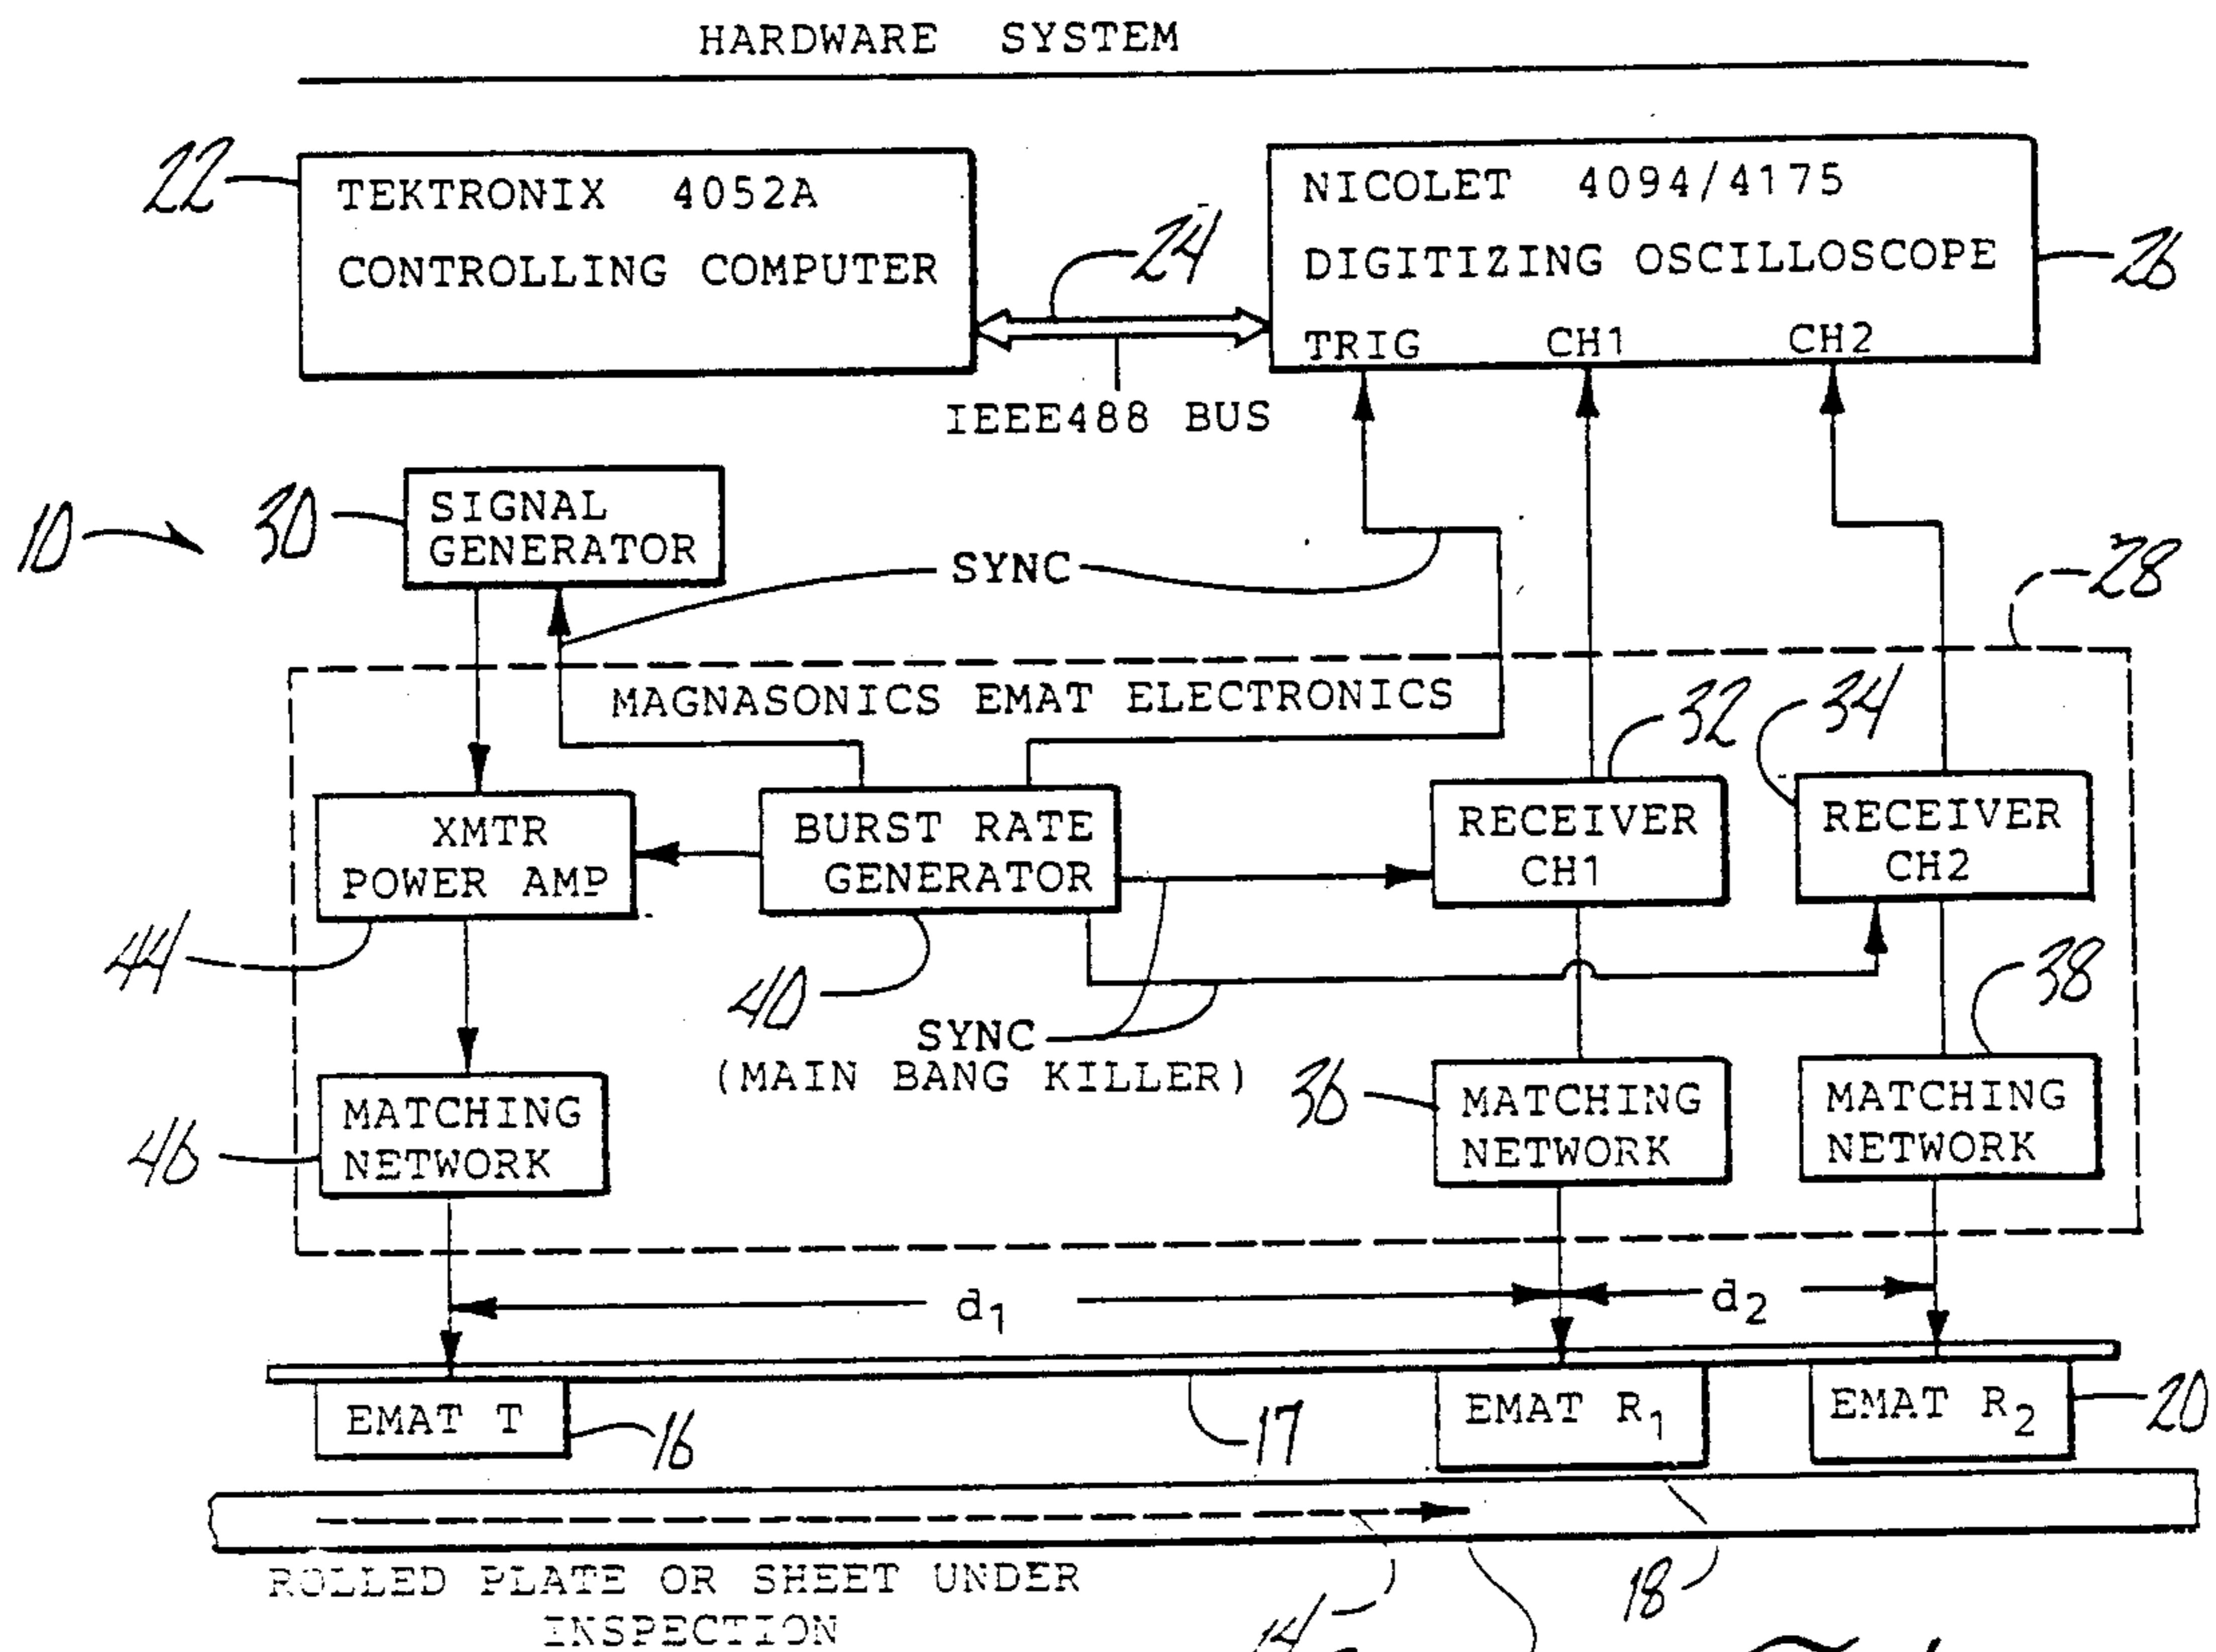 HARDWARE SYSTEM
22
TEKTRONIX 4052A
CONTROLLING COMPUTER
24
NICOLET 4094/4175
DIGITIZING OSCILLOSCOPE
26
TRIG CH1 CH2
IEEE488 BUS
10
30
SIGNAL
GENERATOR
SYNC
28
MAGNASONICS EMAT ELECTRONICS
32
34
XMTR
POWER AMP
BURST RATE
GENERATOR
RECEIVER
CH1
RECEIVER
CH2
44
40
38
SYNC
(MAIN BANG KILLER)
36
46
MATCHING
NETWORK
MATCHING
NETWORK
MATCHING
NETWORK
d1
d2
EMAT T
16
17
EMAT R1
EMAT R2
20
ROLLED PLATE OR SHEET UNDER
INSPECTION
14
18